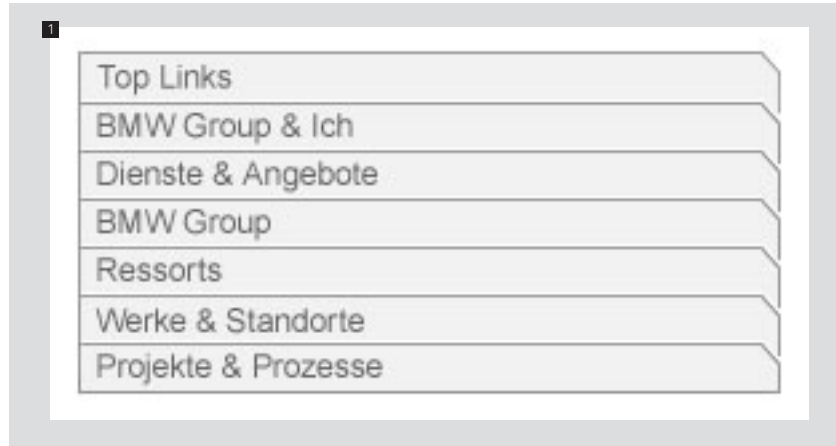 1
Top Links
BMW Group & Ich
Dienste & Angebote
BMW Group
Ressorts
Werke & Standorte
Projekte & Prozesse